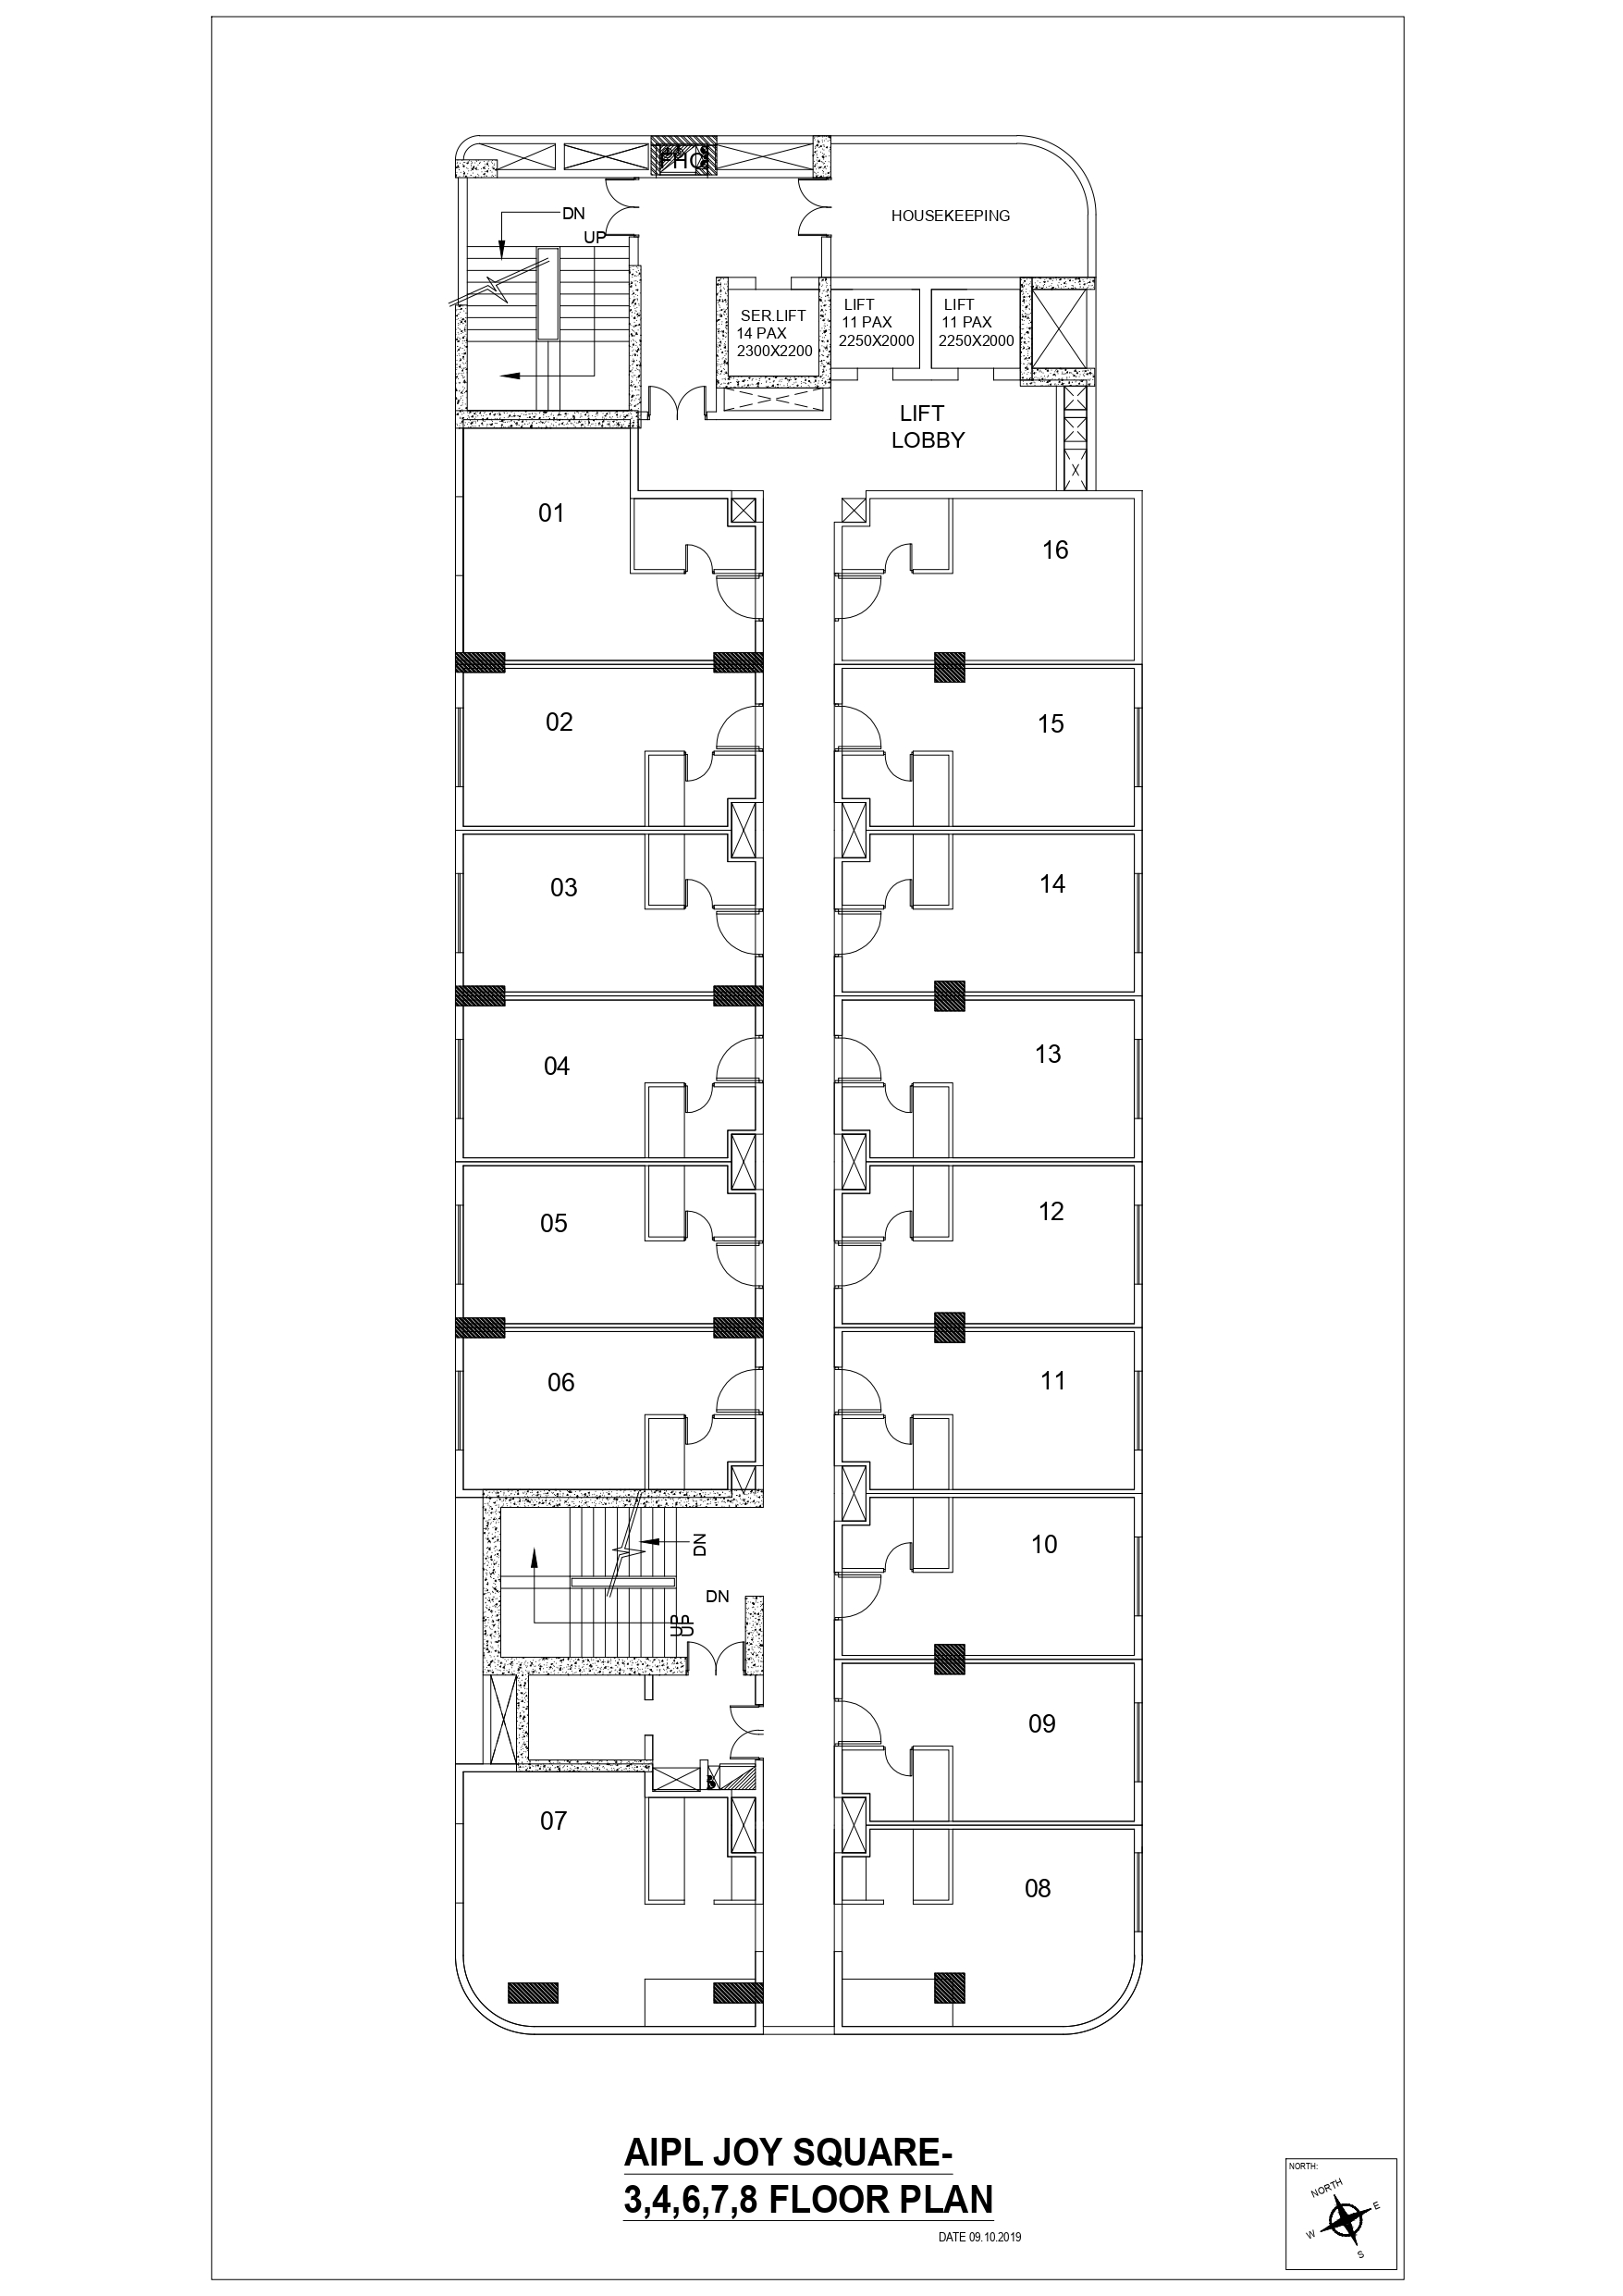 FHC
DN
UP
HOUSEKEEPING
SER.LIFT
14 PAX
2300X2200
LIFT
11 PAX
2250X2000
LIFT
11 PAX
2250X2000
LIFT
LOBBY
01
16
02
15
03
14
04
13
05
12
06
11
DN
10
DN
UP
UP
09
07
08
AIPL JOY SQUARE-
3,4,6,7,8 FLOOR PLAN
DATE 09.10.2019
NORTH:
NORTH
E
W
S